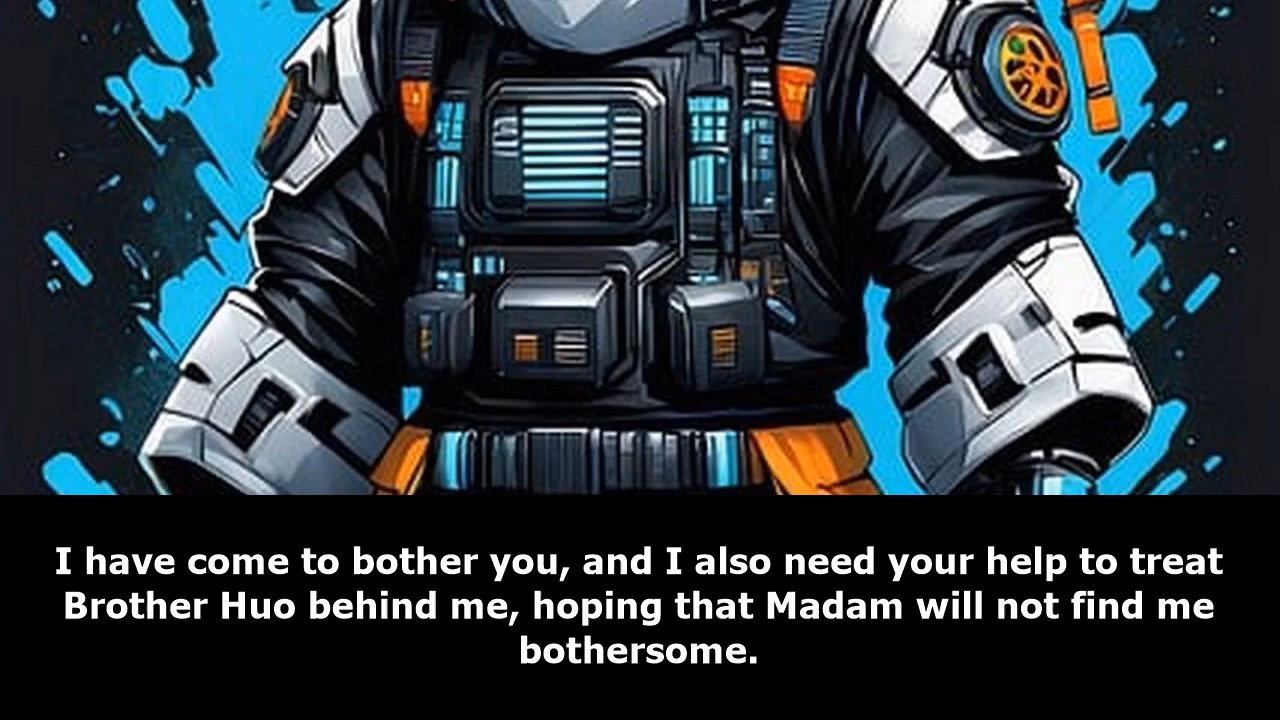 I have come to bother you, and I also need your help to treat
Brother Huo behind me, hoping that Madam will not find me
bothersome.